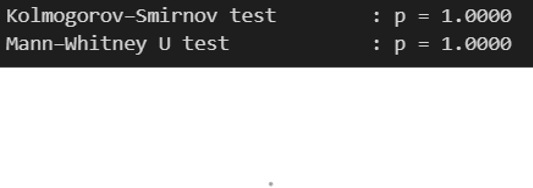 Kolmogorov–Smirnov test : p = 1.0000
Mann–Whitney U test : p = 1.0000